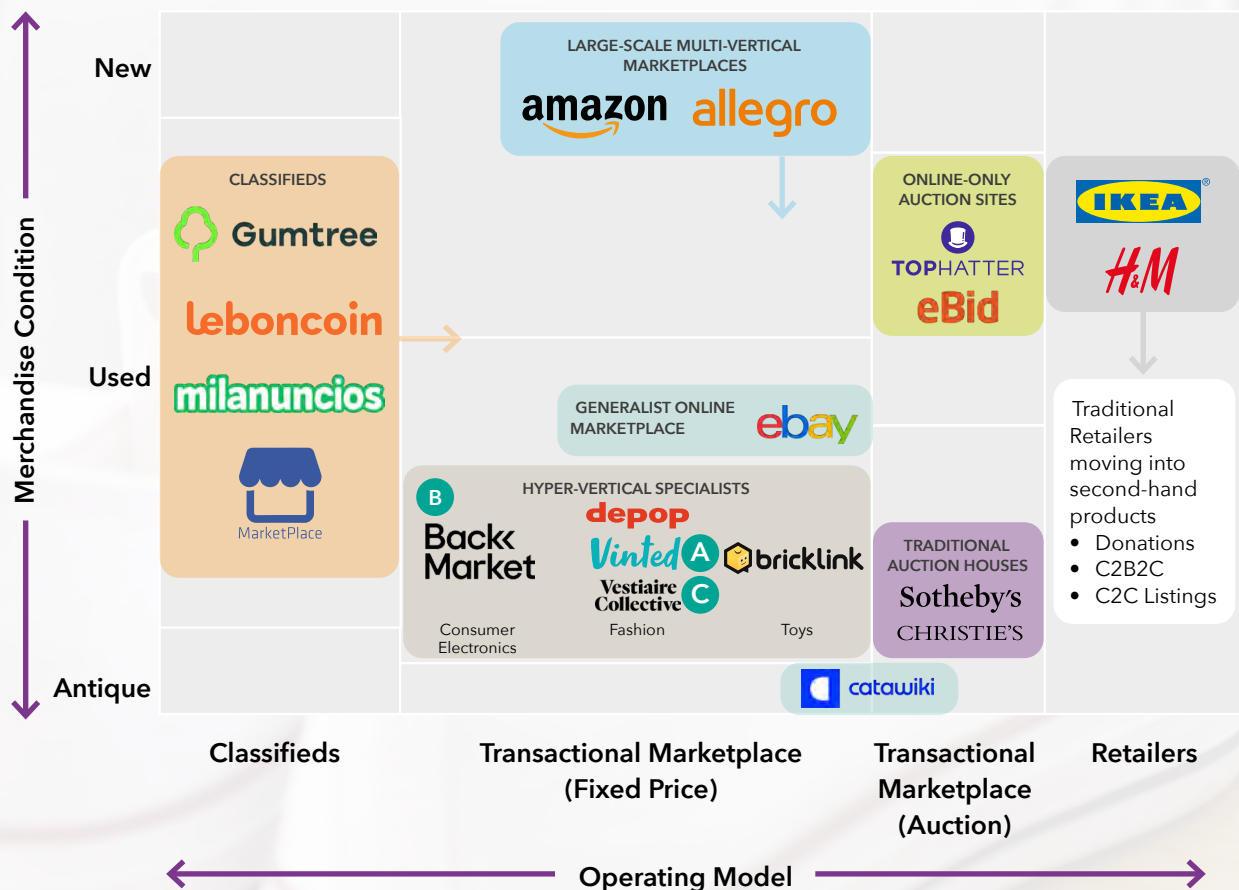 Merchandise Condition
New
Used
Antique
LARGE-SCALE MULTI-VERTICAL
MARKETPLACES
amazon allegro
CLASSIFIEDS
Gumtree
leboncoin
milanuncios
MarketPlace
ONLINE-ONLY
AUCTION SITES
TOPHATTER
eBid
IKEA®
H&M
GENERALIST ONLINE
MARKETPLACE
ebay
HYPER-VERTICAL SPECIALISTS
B
Back
Market
depop
Vinted A
Vestiaire
Collective C
bricklink
Consumer
Electronics
Fashion
Toys
TRADITIONAL
AUCTION HOUSES
Sotheby's
CHRISTIE'S
Traditional
Retailers
moving into
second-hand
products
• Donations
• C2B2C
• C2C Listings
catawiki
Classifieds
Transactional Marketplace
(Fixed Price)
Transactional
Marketplace
(Auction)
Retailers
Operating Model